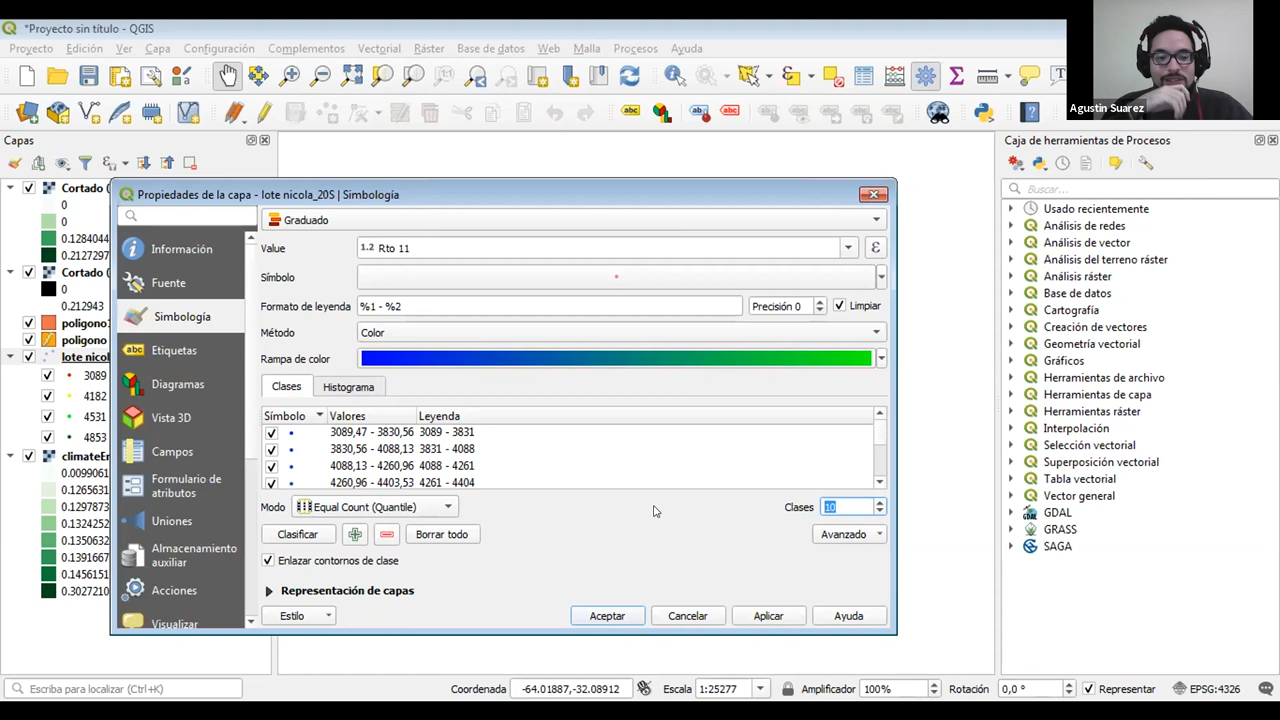 *Proyecto sin título - QGIS
Proyecto Edición Ver Capa Configuración Complementos Vectorial Ráster Base de datos Web Malla Procesos Ayuda
Agustin Suarez
Capas
Caja de herramientas de Procesos
Buscar...
Cortado (
0
0
0.1284044
0.2127297
Cortado (
0
0.212943
poligono1
poligono
lote nicol
3089
4182
4531
4853
climateEn
0.0099061
0.1265631
0.1297873
0.1324252
0.1350632
0.1391667
0.1456151
0.3027210
Propiedades de la capa - lote nicola_20S | Simbología
Información
Fuente
Simbología
Etiquetas
Diagramas
Vista 3D
Campos
Formulario de
atributos
Uniones
Almacenamiento
auxiliar
Acciones
Visualizar
Graduado
Value 1.2 Rto 11 ε
Símbolo
Formato de leyenda %1 - %2 Precisión 0 Limpiar
Método Color
Rampa de color
Clases Histograma
Símbolo Valores Leyenda
3089,47 - 3830,56 3089 - 3831
3830,56 - 4088,13 3831 - 4088
4088,13 - 4260,96 4088 - 4261
4260,96 - 4403,53 4261 - 4404
Modo Equal Count (Quantile) Clases 10
Clasificar Borrar todo Avanzado
Enlazar contornos de clase
Representación de capas
Estilo Aceptar Cancelar Aplicar Ayuda
Usado recientemente
Análisis de redes
Análisis de vector
Análisis del terreno ráster
Análisis ráster
Base de datos
Cartografía
Creación de vectores
Geometría vectorial
Gráficos
Herramientas de archivo
Herramientas de capa
Herramientas ráster
Interpolación
Selección vectorial
Superposición vectorial
Tabla vectorial
Vector general
GDAL
GRASS
SAGA
Escriba para localizar (Ctrl+K) Coordenada -64.01887,-32.08912 Escala 1:25277 Amplificador 100% Rotación 0,0 ° Representar EPSG:4326